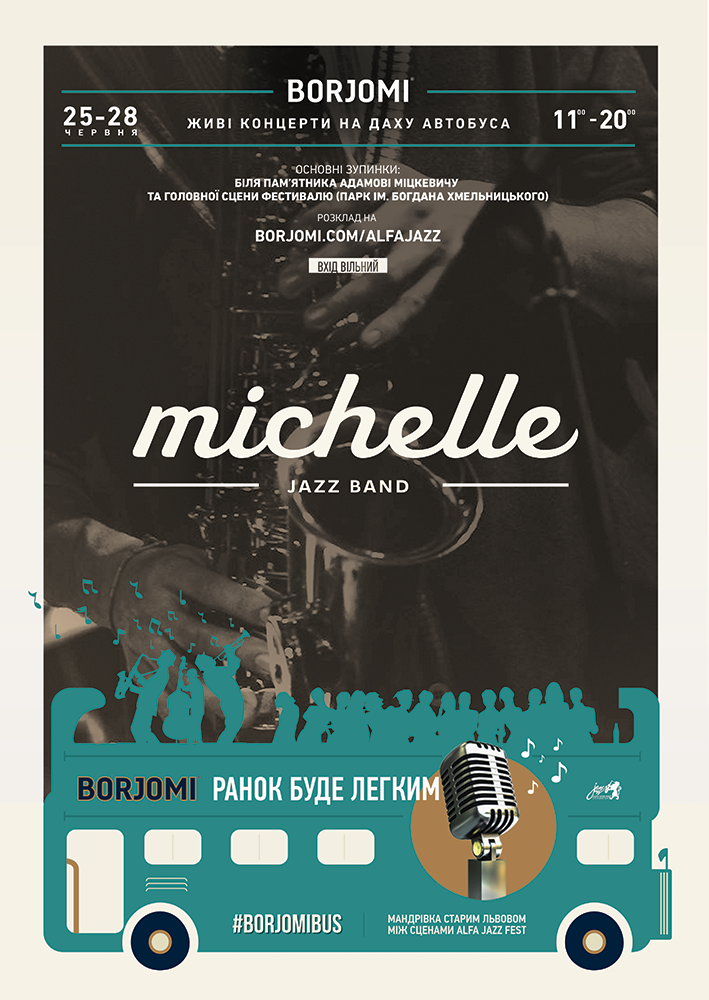 BORJOMI
25-28
ЧЕРВНЯ
ЖИВІ КОНЦЕРТИ НА ДАХУ АВТОБУСА
11⁰⁰ - 20⁰⁰
ОСНОВНІ ЗУПИНКИ:
БІЛЯ ПАМ'ЯТНИКА АДАМОВІ МІЦКЕВИЧУ
ТА ГОЛОВНОЇ СЦЕНИ ФЕСТИВАЛЮ (ПАРК ІМ. БОГДАНА ХМЕЛЬНИЦЬКОГО)
РОЗКЛАД НА
BORJOMI.COM/ALFAJAZZ
ВХІД ВІЛЬНИЙ
michelle
JAZZ BAND
BORJOMI РАНОК БУДЕ ЛЕГКИМ
#BORJOMIBUS
МАНДРІВКА СТАРИМ ЛЬВОВОМ
МІЖ СЦЕНАМИ ALFA JAZZ FEST